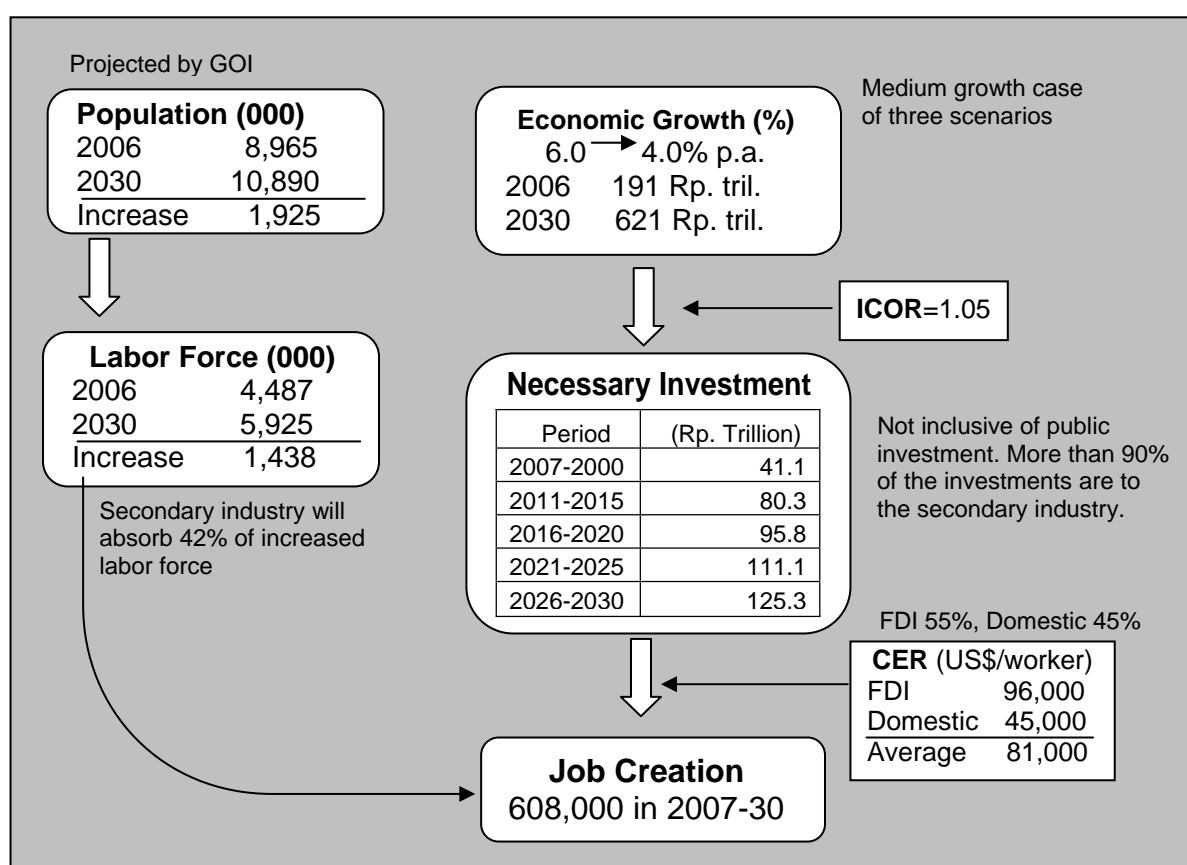 Projected by GOI
Population (000)
2006 8,965
2030 10,890
Increase 1,925
Economic Growth (%)
6.0 4.0% p.a.
2006 191 Rp. tril.
2030 621 Rp. tril.
Medium growth case
of three scenarios
ICOR=1.05
Labor Force (000)
2006 4,487
2030 5,925
Increase 1,438
Secondary industry will
absorb 42% of increased
labor force
Necessary Investment
Period (Rp. Trillion)
2007-2000 41.1
2011-2015 80.3
2016-2020 95.8
2021-2025 111.1
2026-2030 125.3
Not inclusive of public
investment. More than 90%
of the investments are to
the secondary industry.
FDI 55%, Domestic 45%
CER (US$/worker)
FDI 96,000
Domestic 45,000
Average 81,000
Job Creation
608,000 in 2007-30